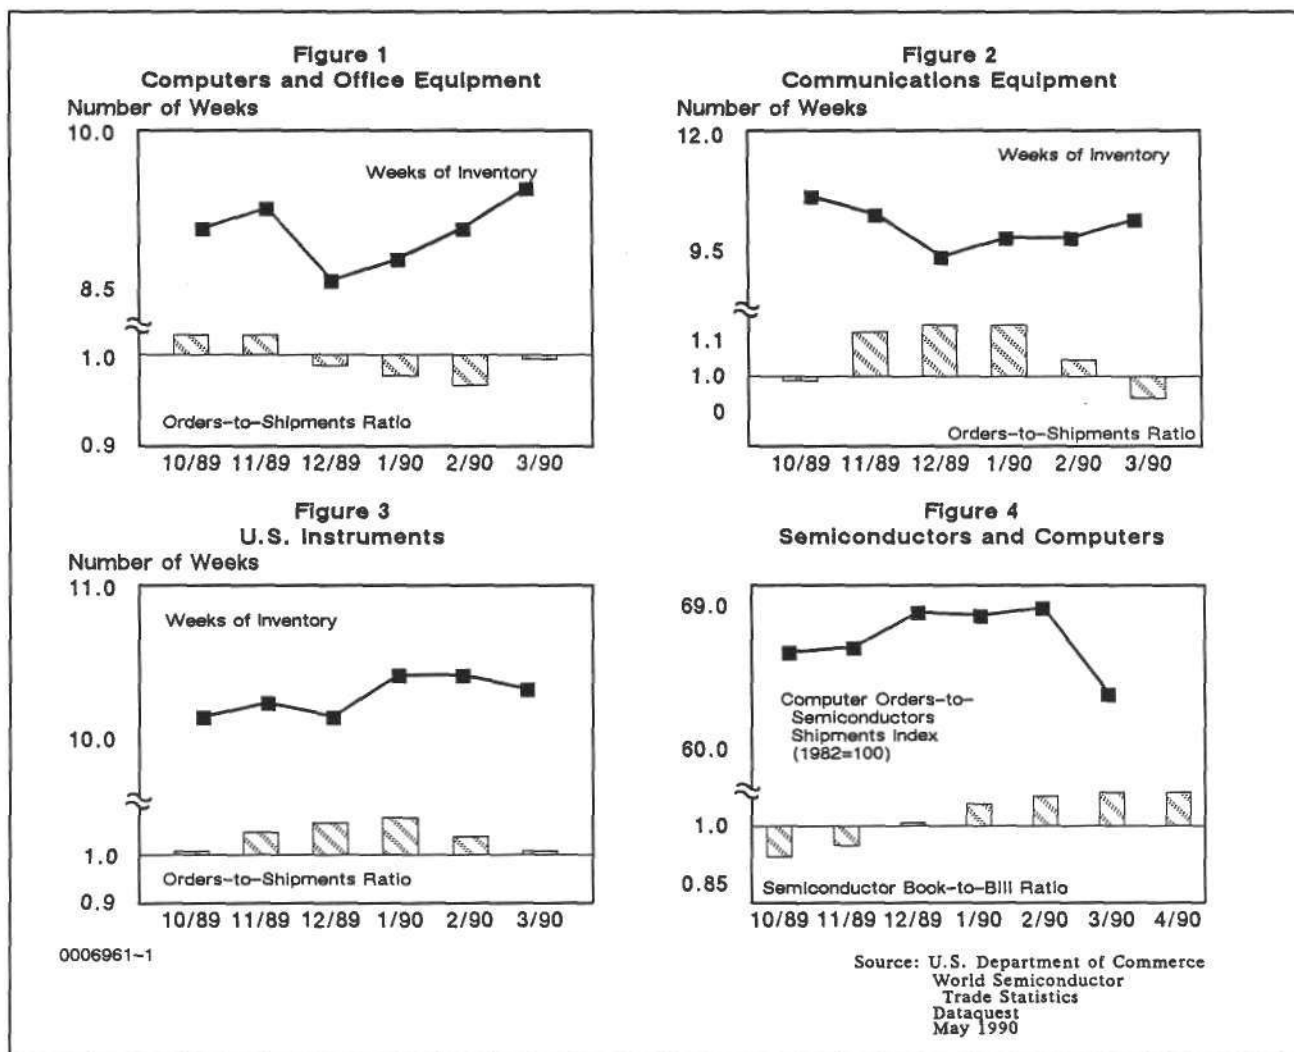 Figure 1
Computers and Office Equipment
Number of Weeks
10.0
Weeks of Inventory
8.5
1.0
Orders-to-Shipments Ratio
0.9
10/89 11/89 12/89 1/90 2/90 3/90
Figure 2
Communications Equipment
Number of Weeks
12.0
Weeks of Inventory
9.5
1.1
1.0
0
Orders-to-Shipments Ratio
10/89 11/89 12/89 1/90 2/90 3/90
Figure 3
U.S. Instruments
Number of Weeks
11.0
Weeks of Inventory
10.0
1.0
Orders-to-Shipments Ratio
0.9
10/89 11/89 12/89 1/90 2/90 3/90
Figure 4
Semiconductors and Computers
69.0
Computer Orders-to-
Semiconductors
Shipments Index
(1982=100)
60.0
1.0
0.85
Semiconductor Book-to-Bill Ratio
10/89 11/89 12/89 1/90 2/90 3/90 4/90
0006961-1
Source: U.S. Department of Commerce
World Semiconductor
Trade Statistics
Dataquest
May 1990